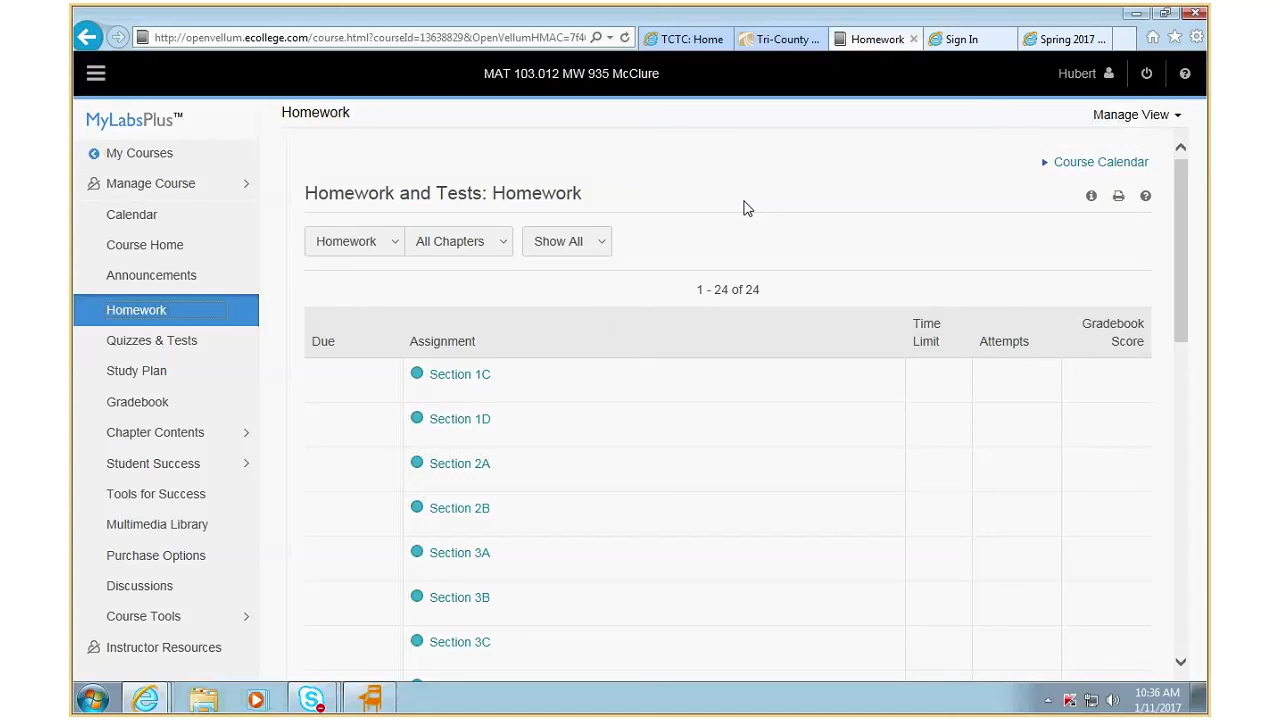 http://openvellum.ecollege.com/course.html?courseId=13638829&OpenVellumHMAC=7f4
TCTC: Home
Tri-County ...
Homework
Sign In
Spring 2017 ...
MAT 103.012 MW 935 McClure
Hubert
MyLabsPlus™
Homework
Manage View
My Courses
Manage Course
Calendar
Course Home
Announcements
Homework
Quizzes & Tests
Study Plan
Gradebook
Chapter Contents
Student Success
Tools for Success
Multimedia Library
Purchase Options
Discussions
Course Tools
Instructor Resources
Course Calendar
Homework and Tests: Homework
Homework
All Chapters
Show All
1 - 24 of 24
Due
Assignment
Time Limit
Attempts
Gradebook Score
Section 1C
Section 1D
Section 2A
Section 2B
Section 3A
Section 3B
Section 3C
10:36 AM
1/11/2017